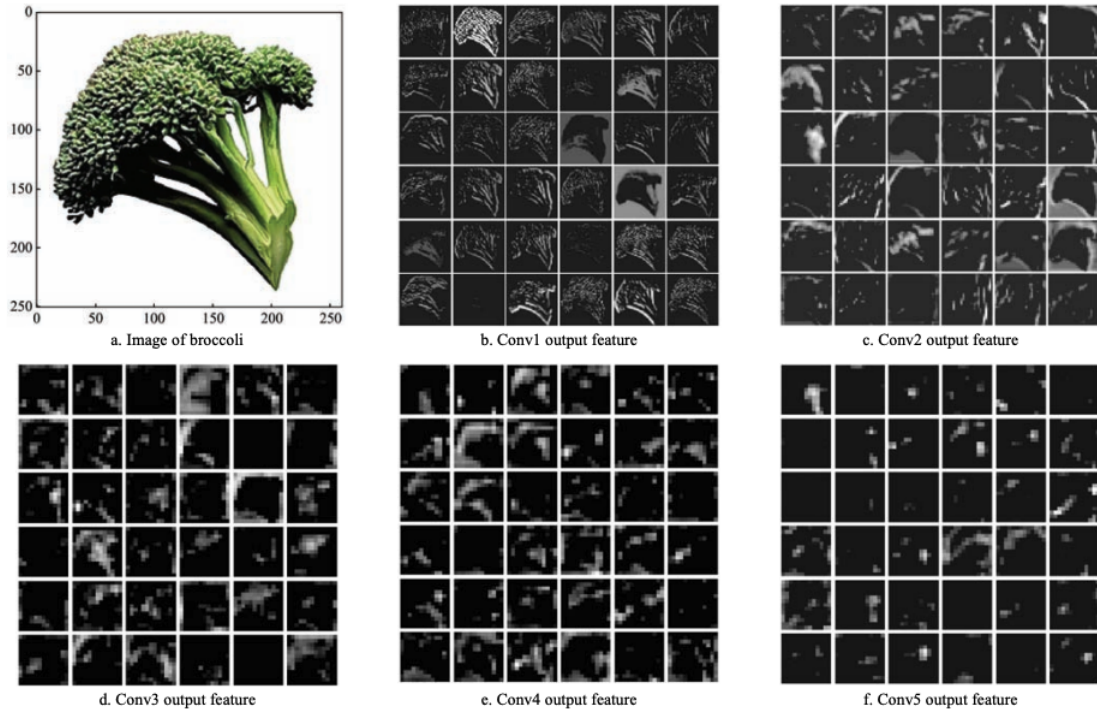 0
50
100
150
200
250
0 50 100 150 200 250
a. Image of broccoli
b. Conv1 output feature
c. Conv2 output feature
d. Conv3 output feature
e. Conv4 output feature
f. Conv5 output feature